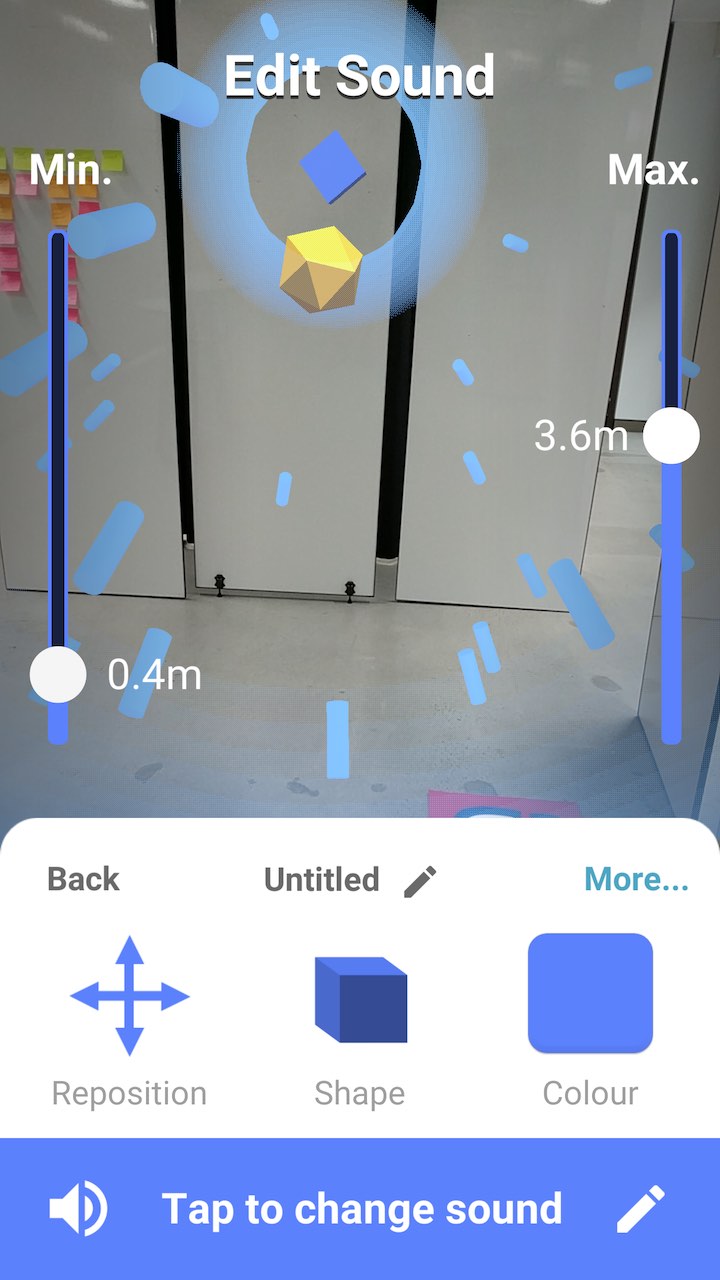 Edit Sound
Min.
Max.
3.6m
0.4m
Back
Untitled
More...
Reposition
Shape
Colour
Tap to change sound